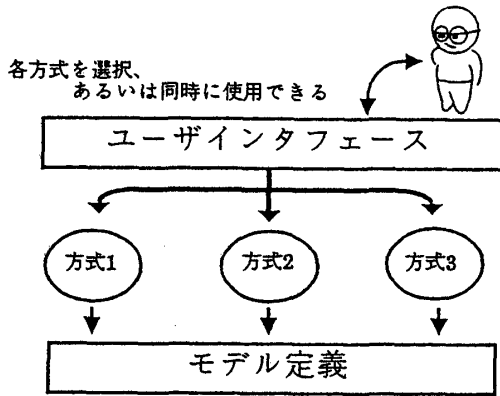 各方式を選択、
あるいは同時に使用できる
ユーザインタフェース
方式1
方式2
方式3
モデル定義